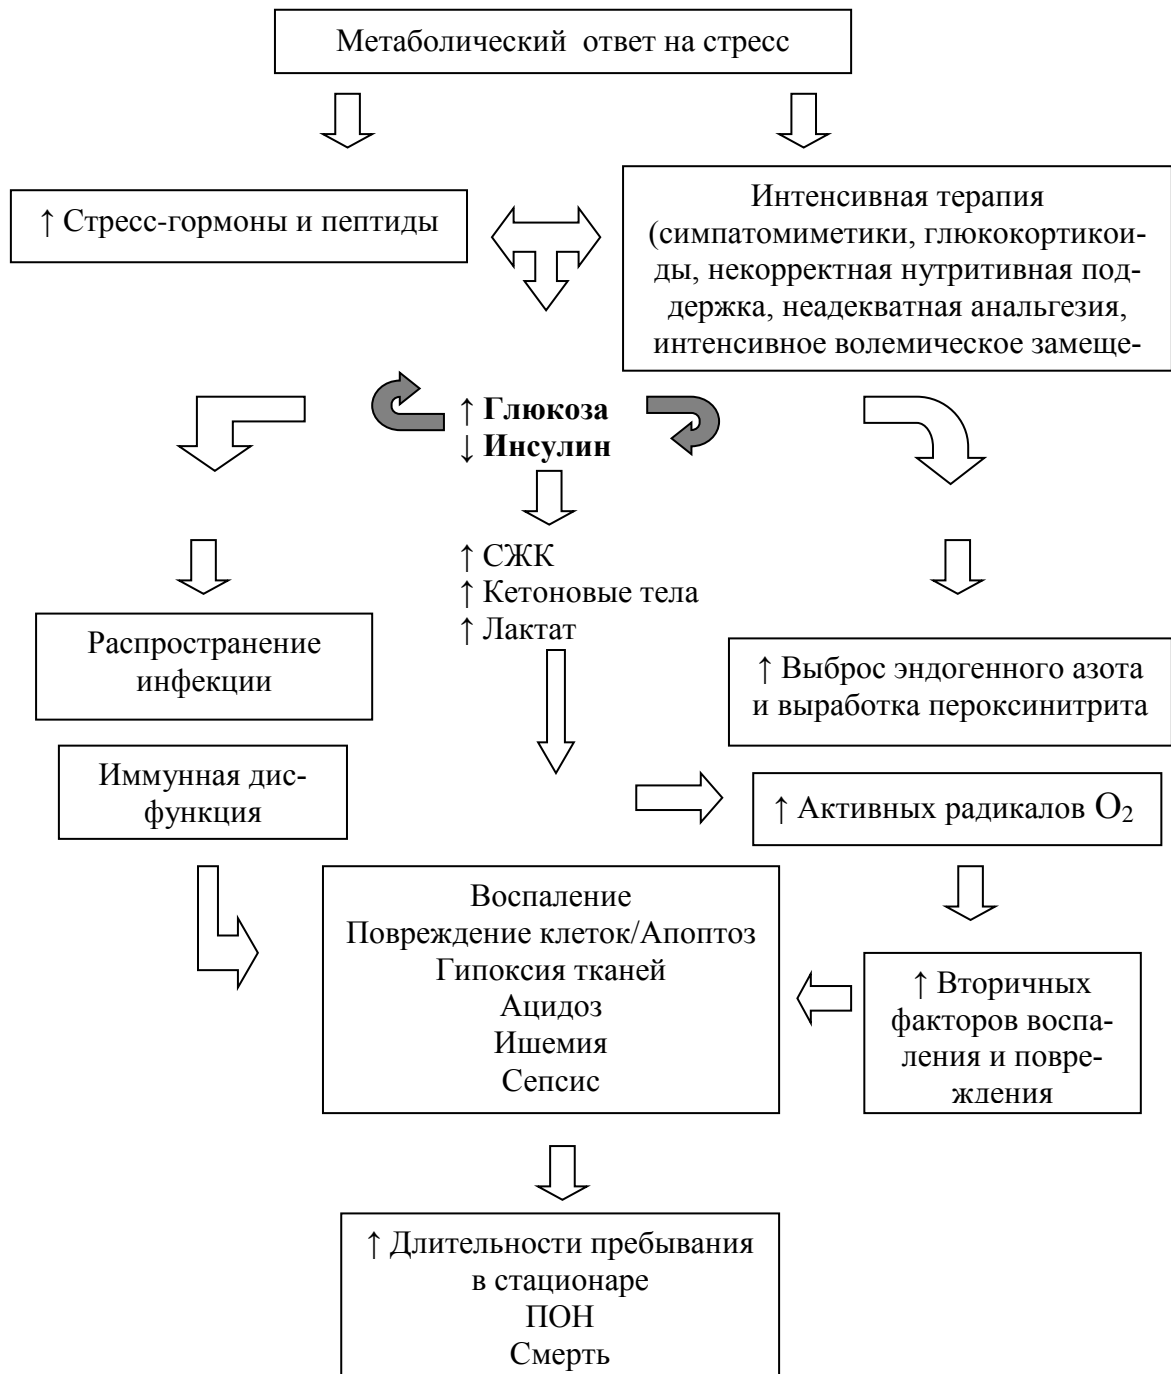 Метаболический ответ на стресс
↑ Стресс-гормоны и пептиды
Интенсивная терапия
(симпатомиметики, глюкокортикои-
ды, некорректная нутритивная под-
держка, неадекватная анальгезия,
интенсивное волемическое замеще-
↑ Глюкоза
↓ Инсулин
↑ СЖК
↑ Кетоновые тела
↑ Лактат
Распространение
инфекции
Иммунная дис-
функция
↑ Выброс эндогенного азота
и выработка пероксинитрита
↑ Активных радикалов O₂
Воспаление
Повреждение клеток/Апоптоз
Гипоксия тканей
Ацидоз
Ишемия
Сепсис
↑ Вторичных
факторов воспа-
ления и повре-
ждения
↑ Длительности пребывания
в стационаре
ПОН
Смерть